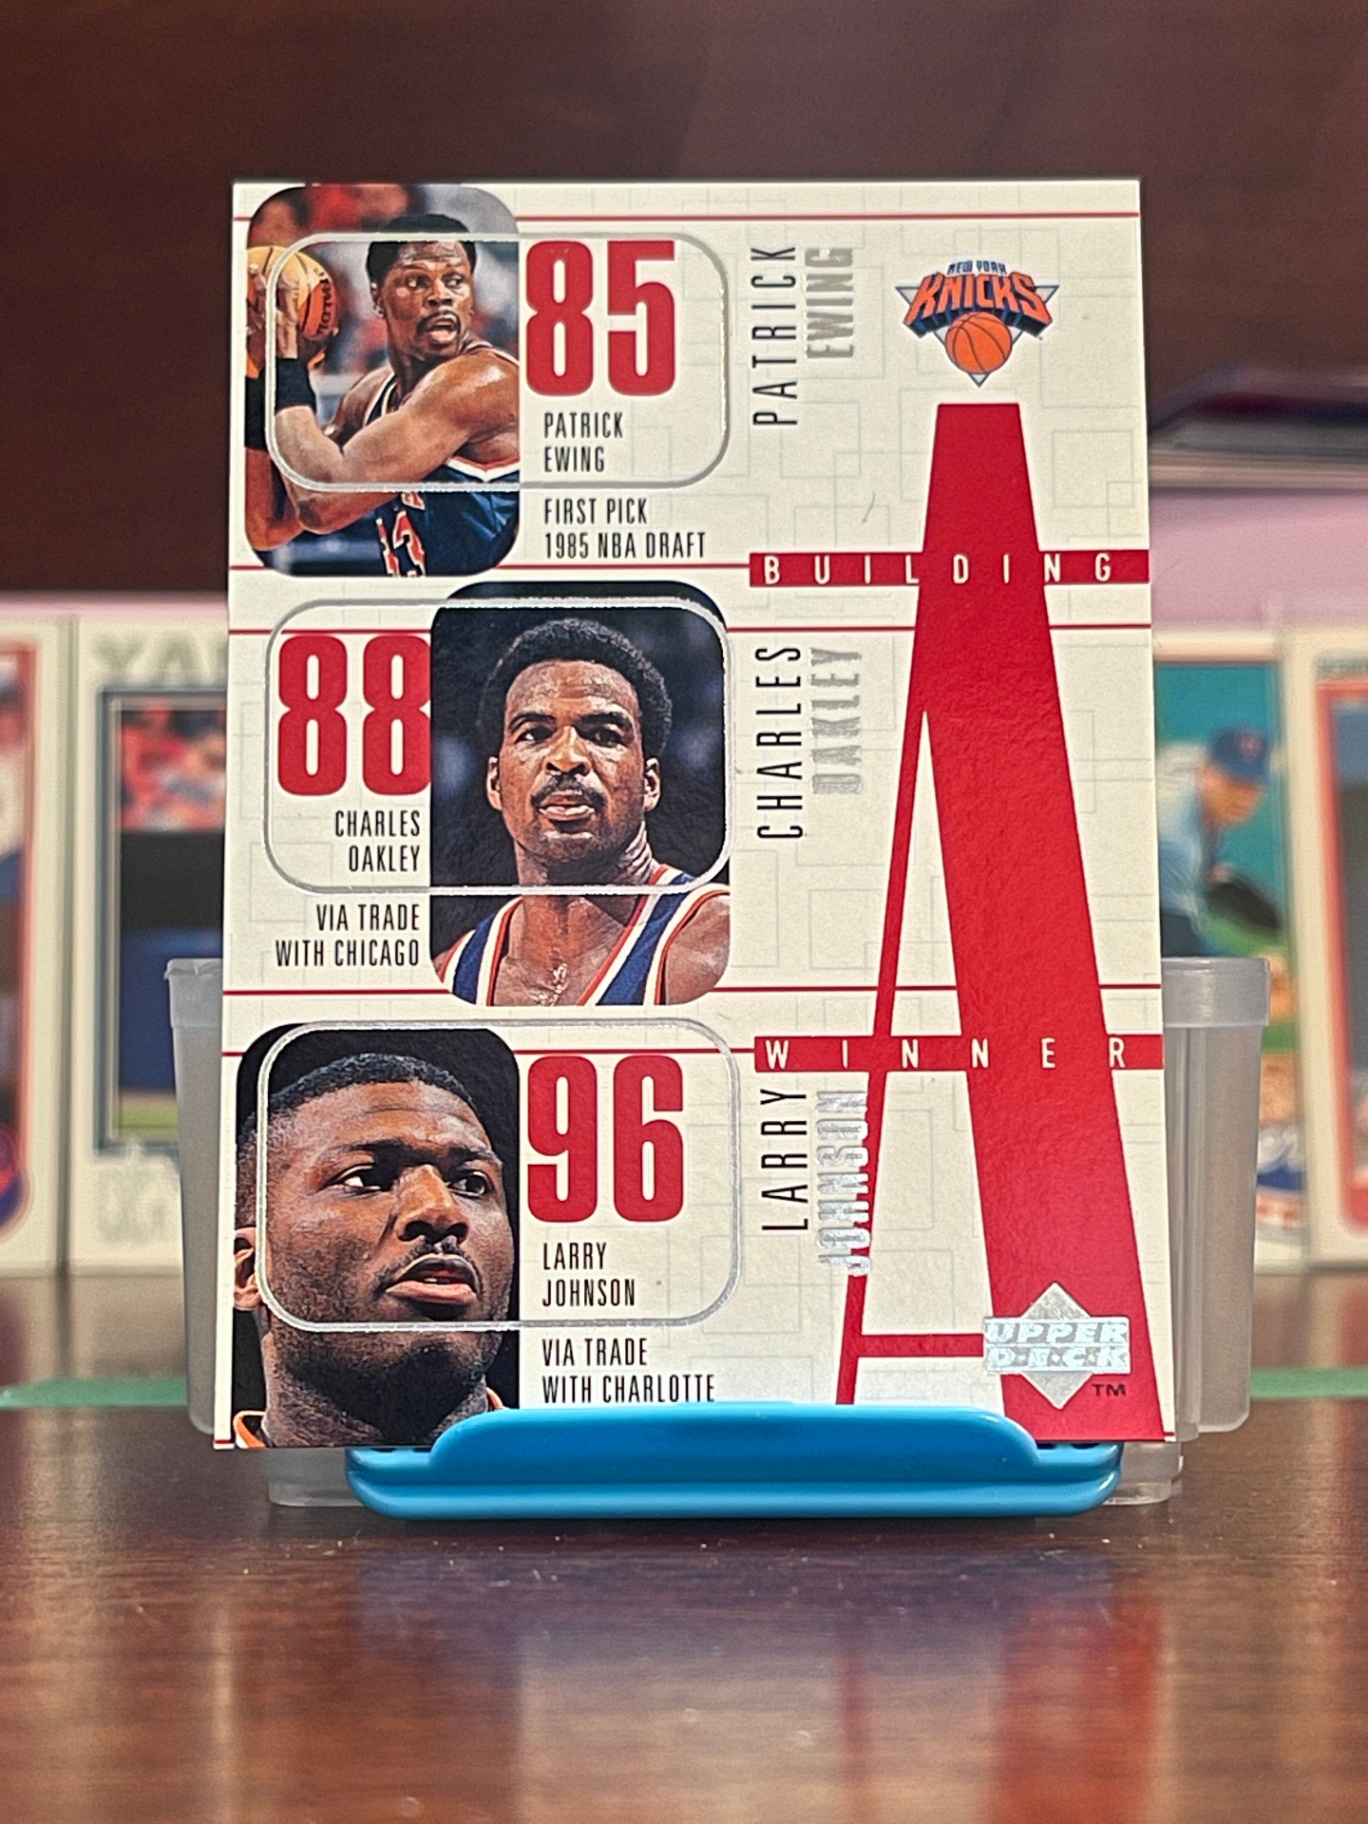 85
PATRICK
EWING
FIRST PICK
1985 NBA DRAFT
PATRICK
EWING
NEW YORK
KNICKS
BUILDING
A
88
CHARLES
OAKLEY
VIA TRADE
WITH CHICAGO
CHARLES
OAKLEY
WINNER
96
LARRY
JOHNSON
VIA TRADE
WITH CHARLOTTE
LARRY
JOHNSON
UPPER
DECK
TM